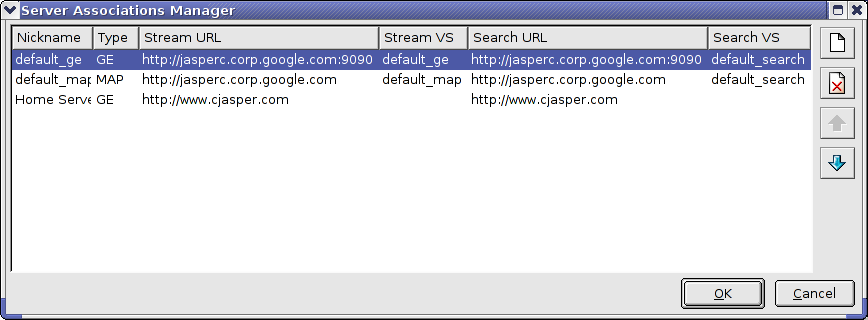 Server Associations Manager
Nickname Type Stream URL Stream VS Search URL Search VS
default_ge GE http://jasperc.corp.google.com:9090 default_ge http://jasperc.corp.google.com:9090 default_search
default_map MAP http://jasperc.corp.google.com default_map http://jasperc.corp.google.com default_search
Home Serve GE http://www.cjasper.com http://www.cjasper.com
OK Cancel